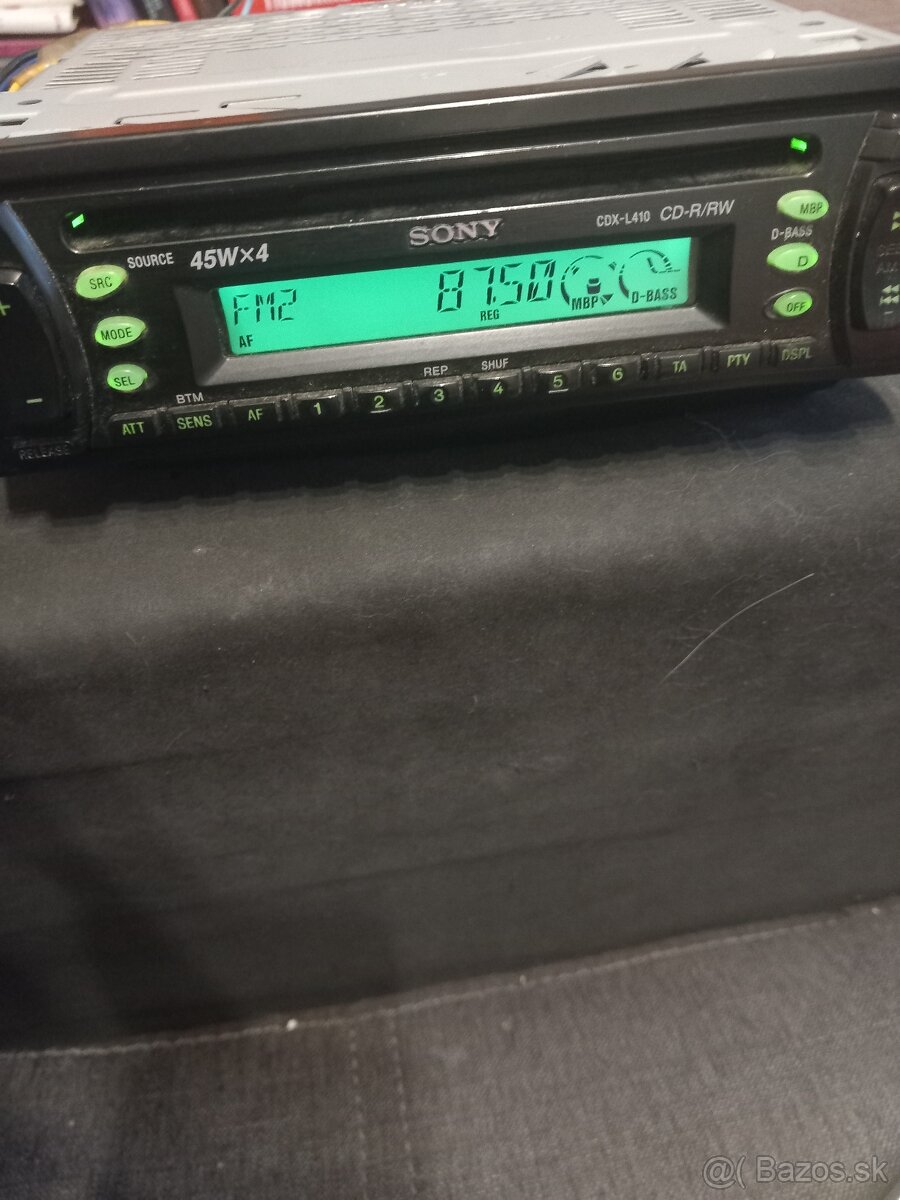 SONY
CDX-L410 CD-R/RW
SOURCE 45W×4
MBP
D-BASS
D
OFF
SRC
MODE
SEL
FM2 87.50
REG MBP D-BASS
AF
REP SHUF
BTM
ATT SENS AF 1 2 3 4 5 6 TA PTY DSPL
+
−
RELEASE
@( Bazos.sk